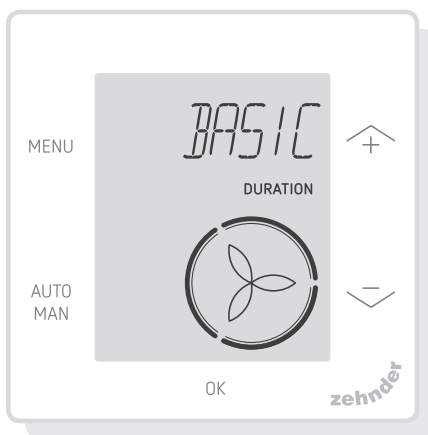 BASIC
MENU
+
DURATION
AUTO
MAN
−
OK
zehnder